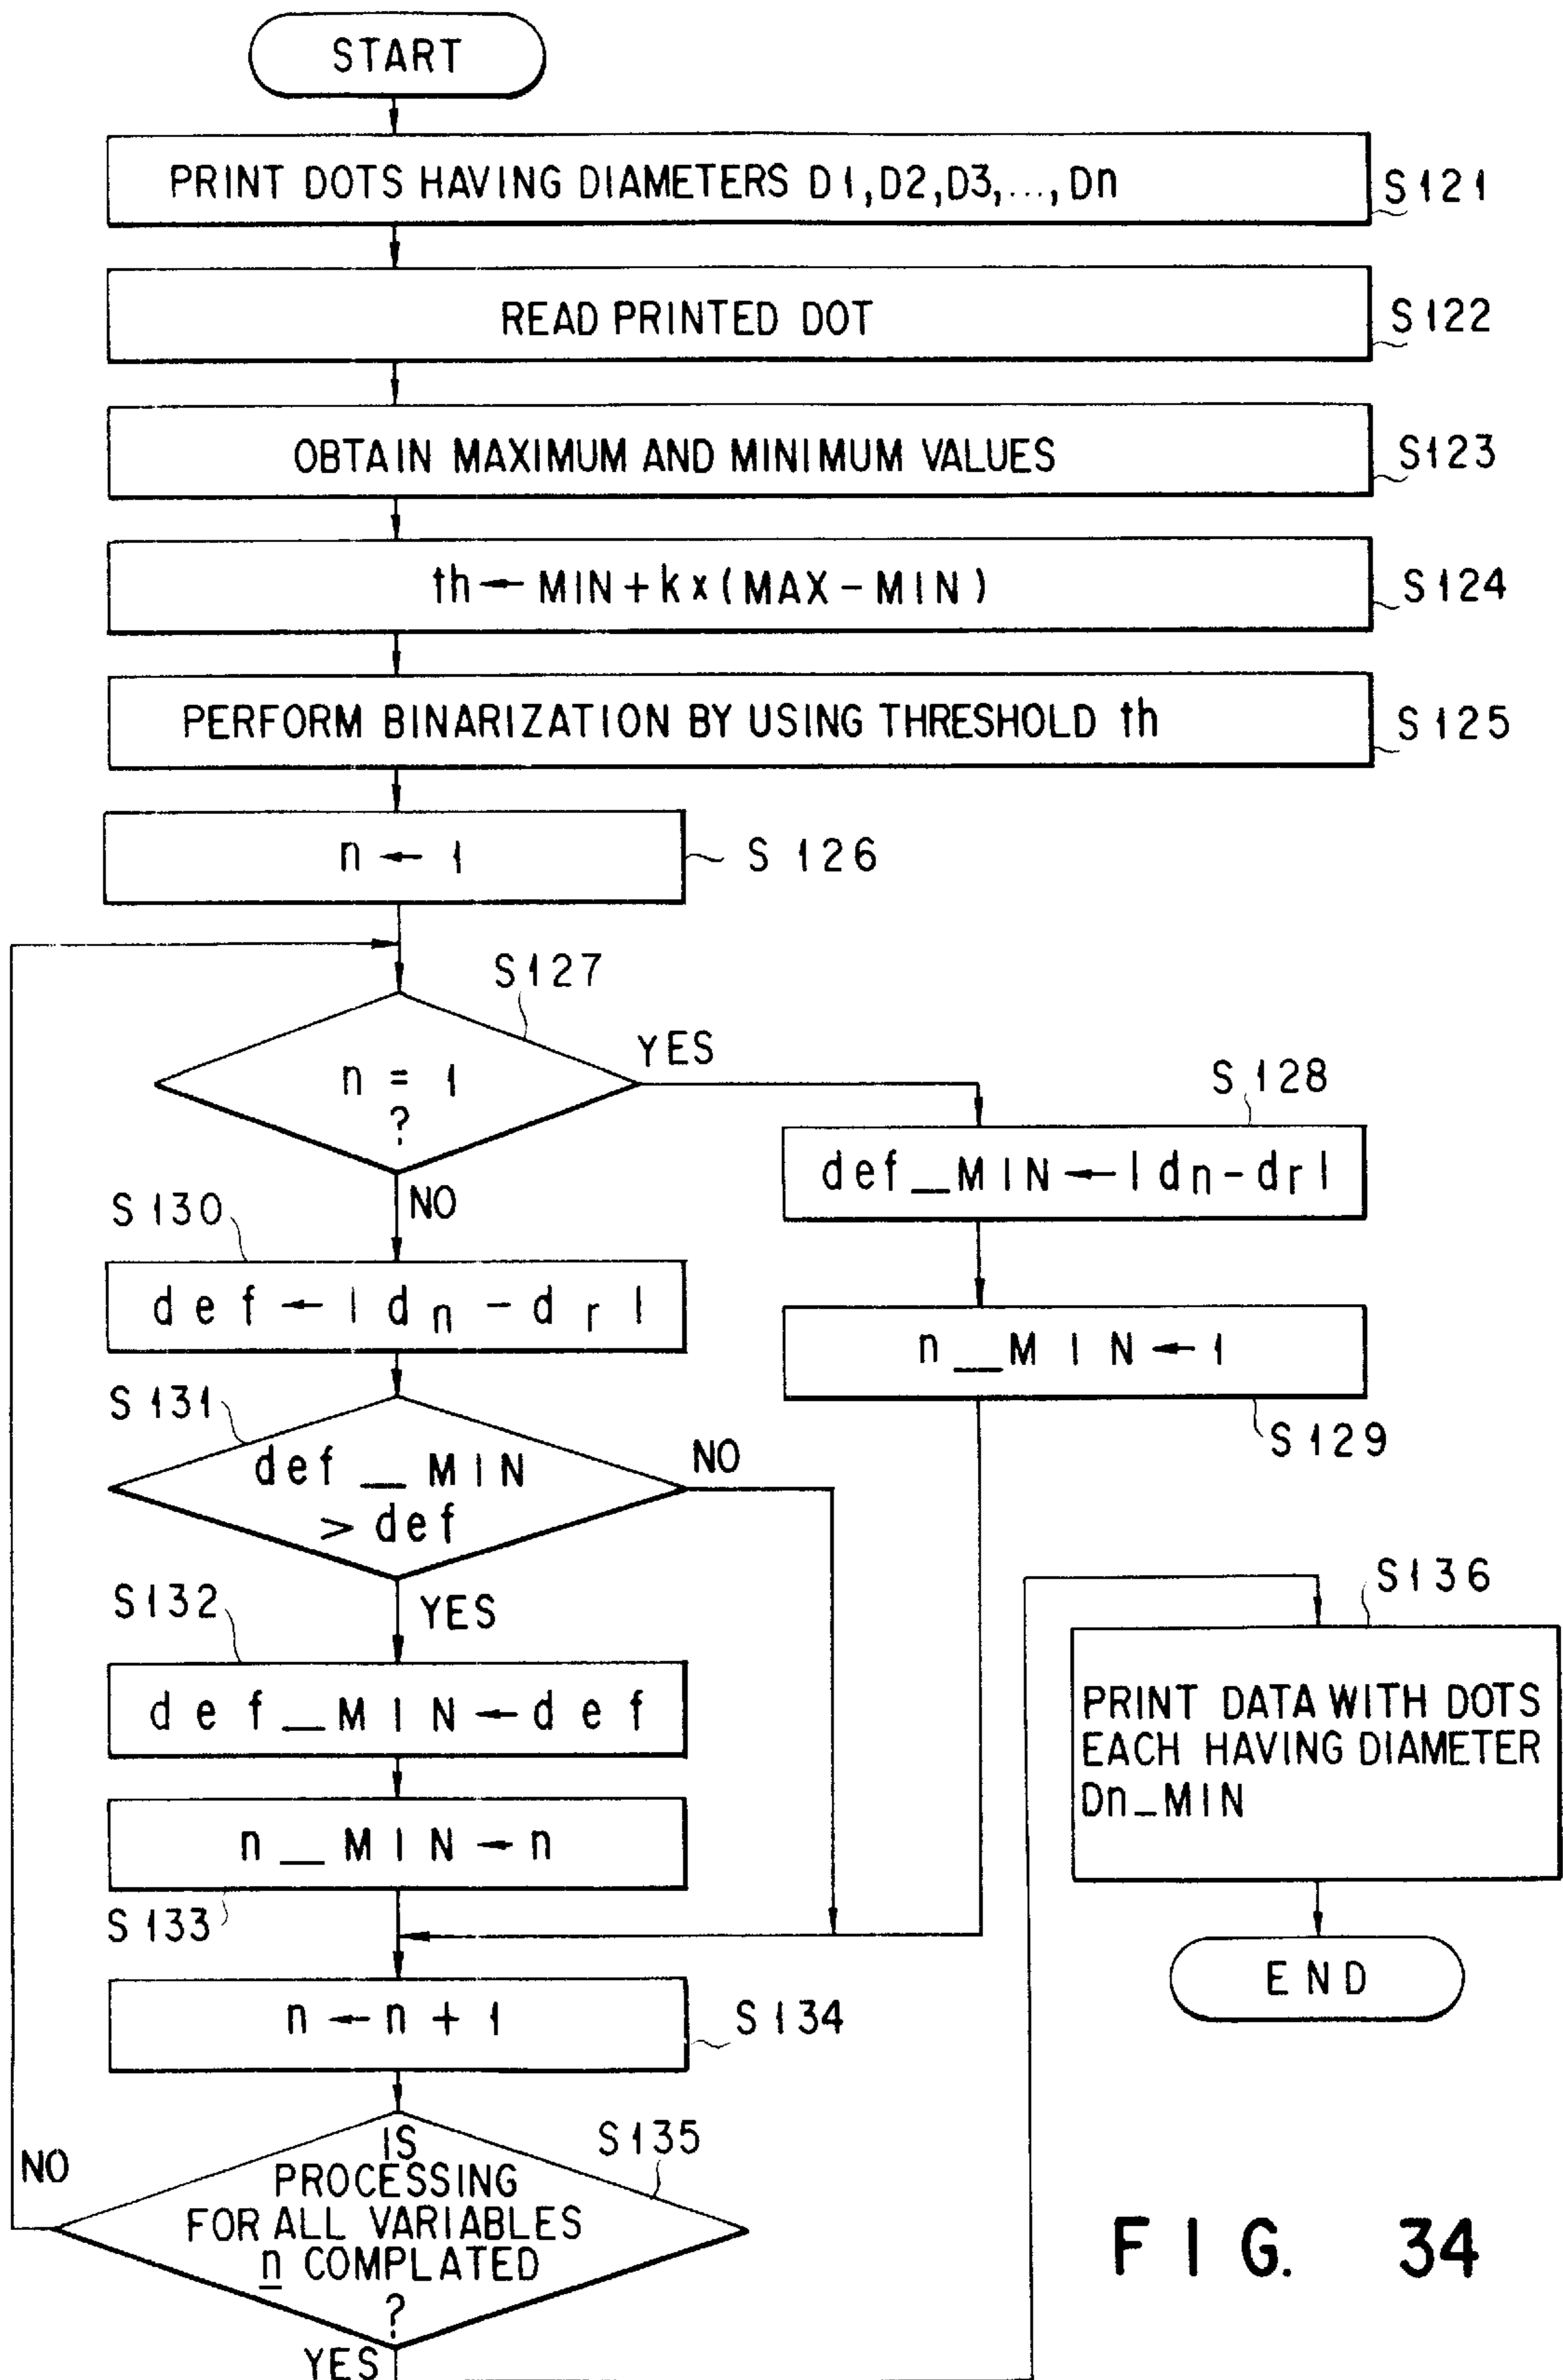 START
PRINT DOTS HAVING DIAMETERS D1,D2,D3,...,Dn
S121
READ PRINTED DOT
S122
OBTAIN MAXIMUM AND MINIMUM VALUES
S123
th←MIN+k×(MAX-MIN)
S124
PERFORM BINARIZATION BY USING THRESHOLD th
S125
n←1
S126
S127
n = 1
?
YES
NO
S128
def_MIN←|dn-dr|
n_MIN←1
S129
S130
def←|dn-dr|
S131
def_MIN
> def
NO
YES
S132
def_MIN←def
n_MIN←n
S133
n←n+1
S134
IS
PROCESSING
FOR ALL VARIABLES
n COMPLATED
?
S135
NO
YES
S136
PRINT DATA WITH DOTS
EACH HAVING DIAMETER
Dn_MIN
END
FIG. 34